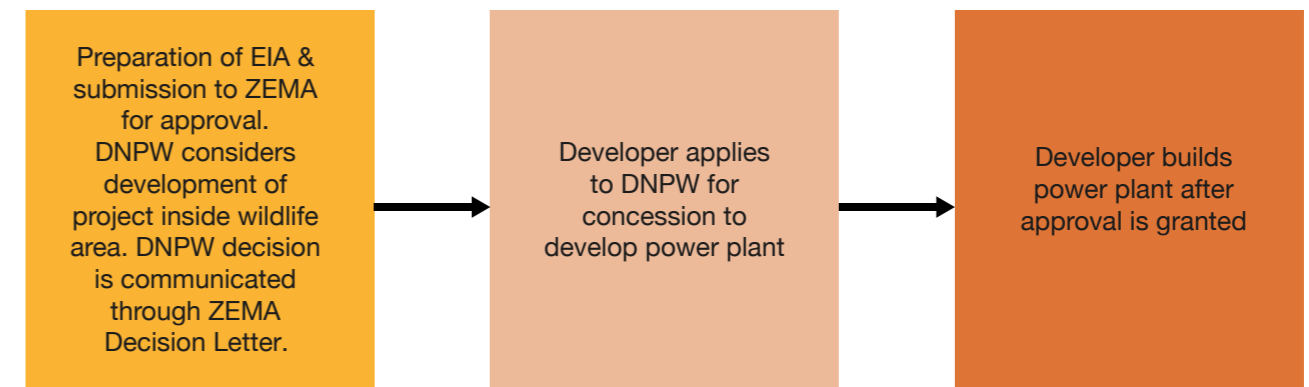 Preparation of EIA &
submission to ZEMA
for approval.
DNPW considers
development of
project inside wildlife
area. DNPW decision
is communicated
through ZEMA
Decision Letter.
Developer applies
to DNPW for
concession to
develop power plant
Developer builds
power plant after
approval is granted